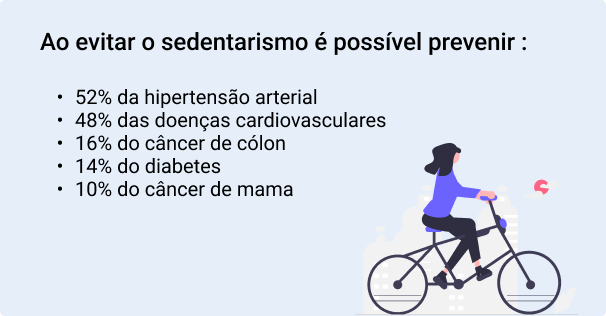 Ao evitar o sedentarismo é possível prevenir :
• 52% da hipertensão arterial
• 48% das doenças cardiovasculares
• 16% do câncer de cólon
• 14% do diabetes
• 10% do câncer de mama